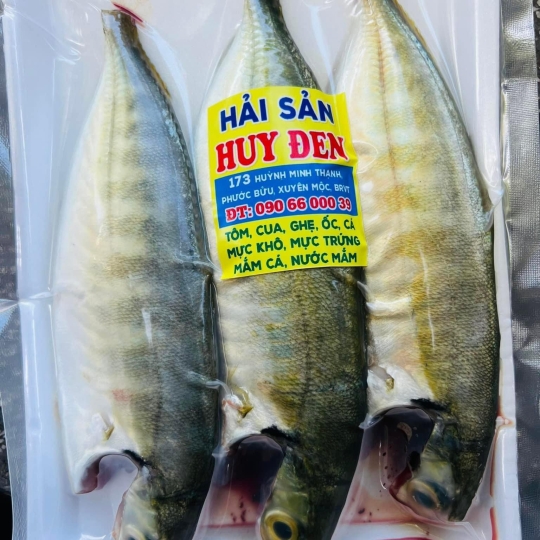 HẢI SẢN
HUY ĐEN
173 HUỲNH MINH THẠNH,
PHƯỚC BỬU, XUYÊN MỘC, BRVT
ĐT: 090 66 000 39
TÔM, CUA, GHẸ, ỐC, CÁ
MỰC KHÔ, MỰC TRỨNG
MẮM CÁ, NƯỚC MẮM